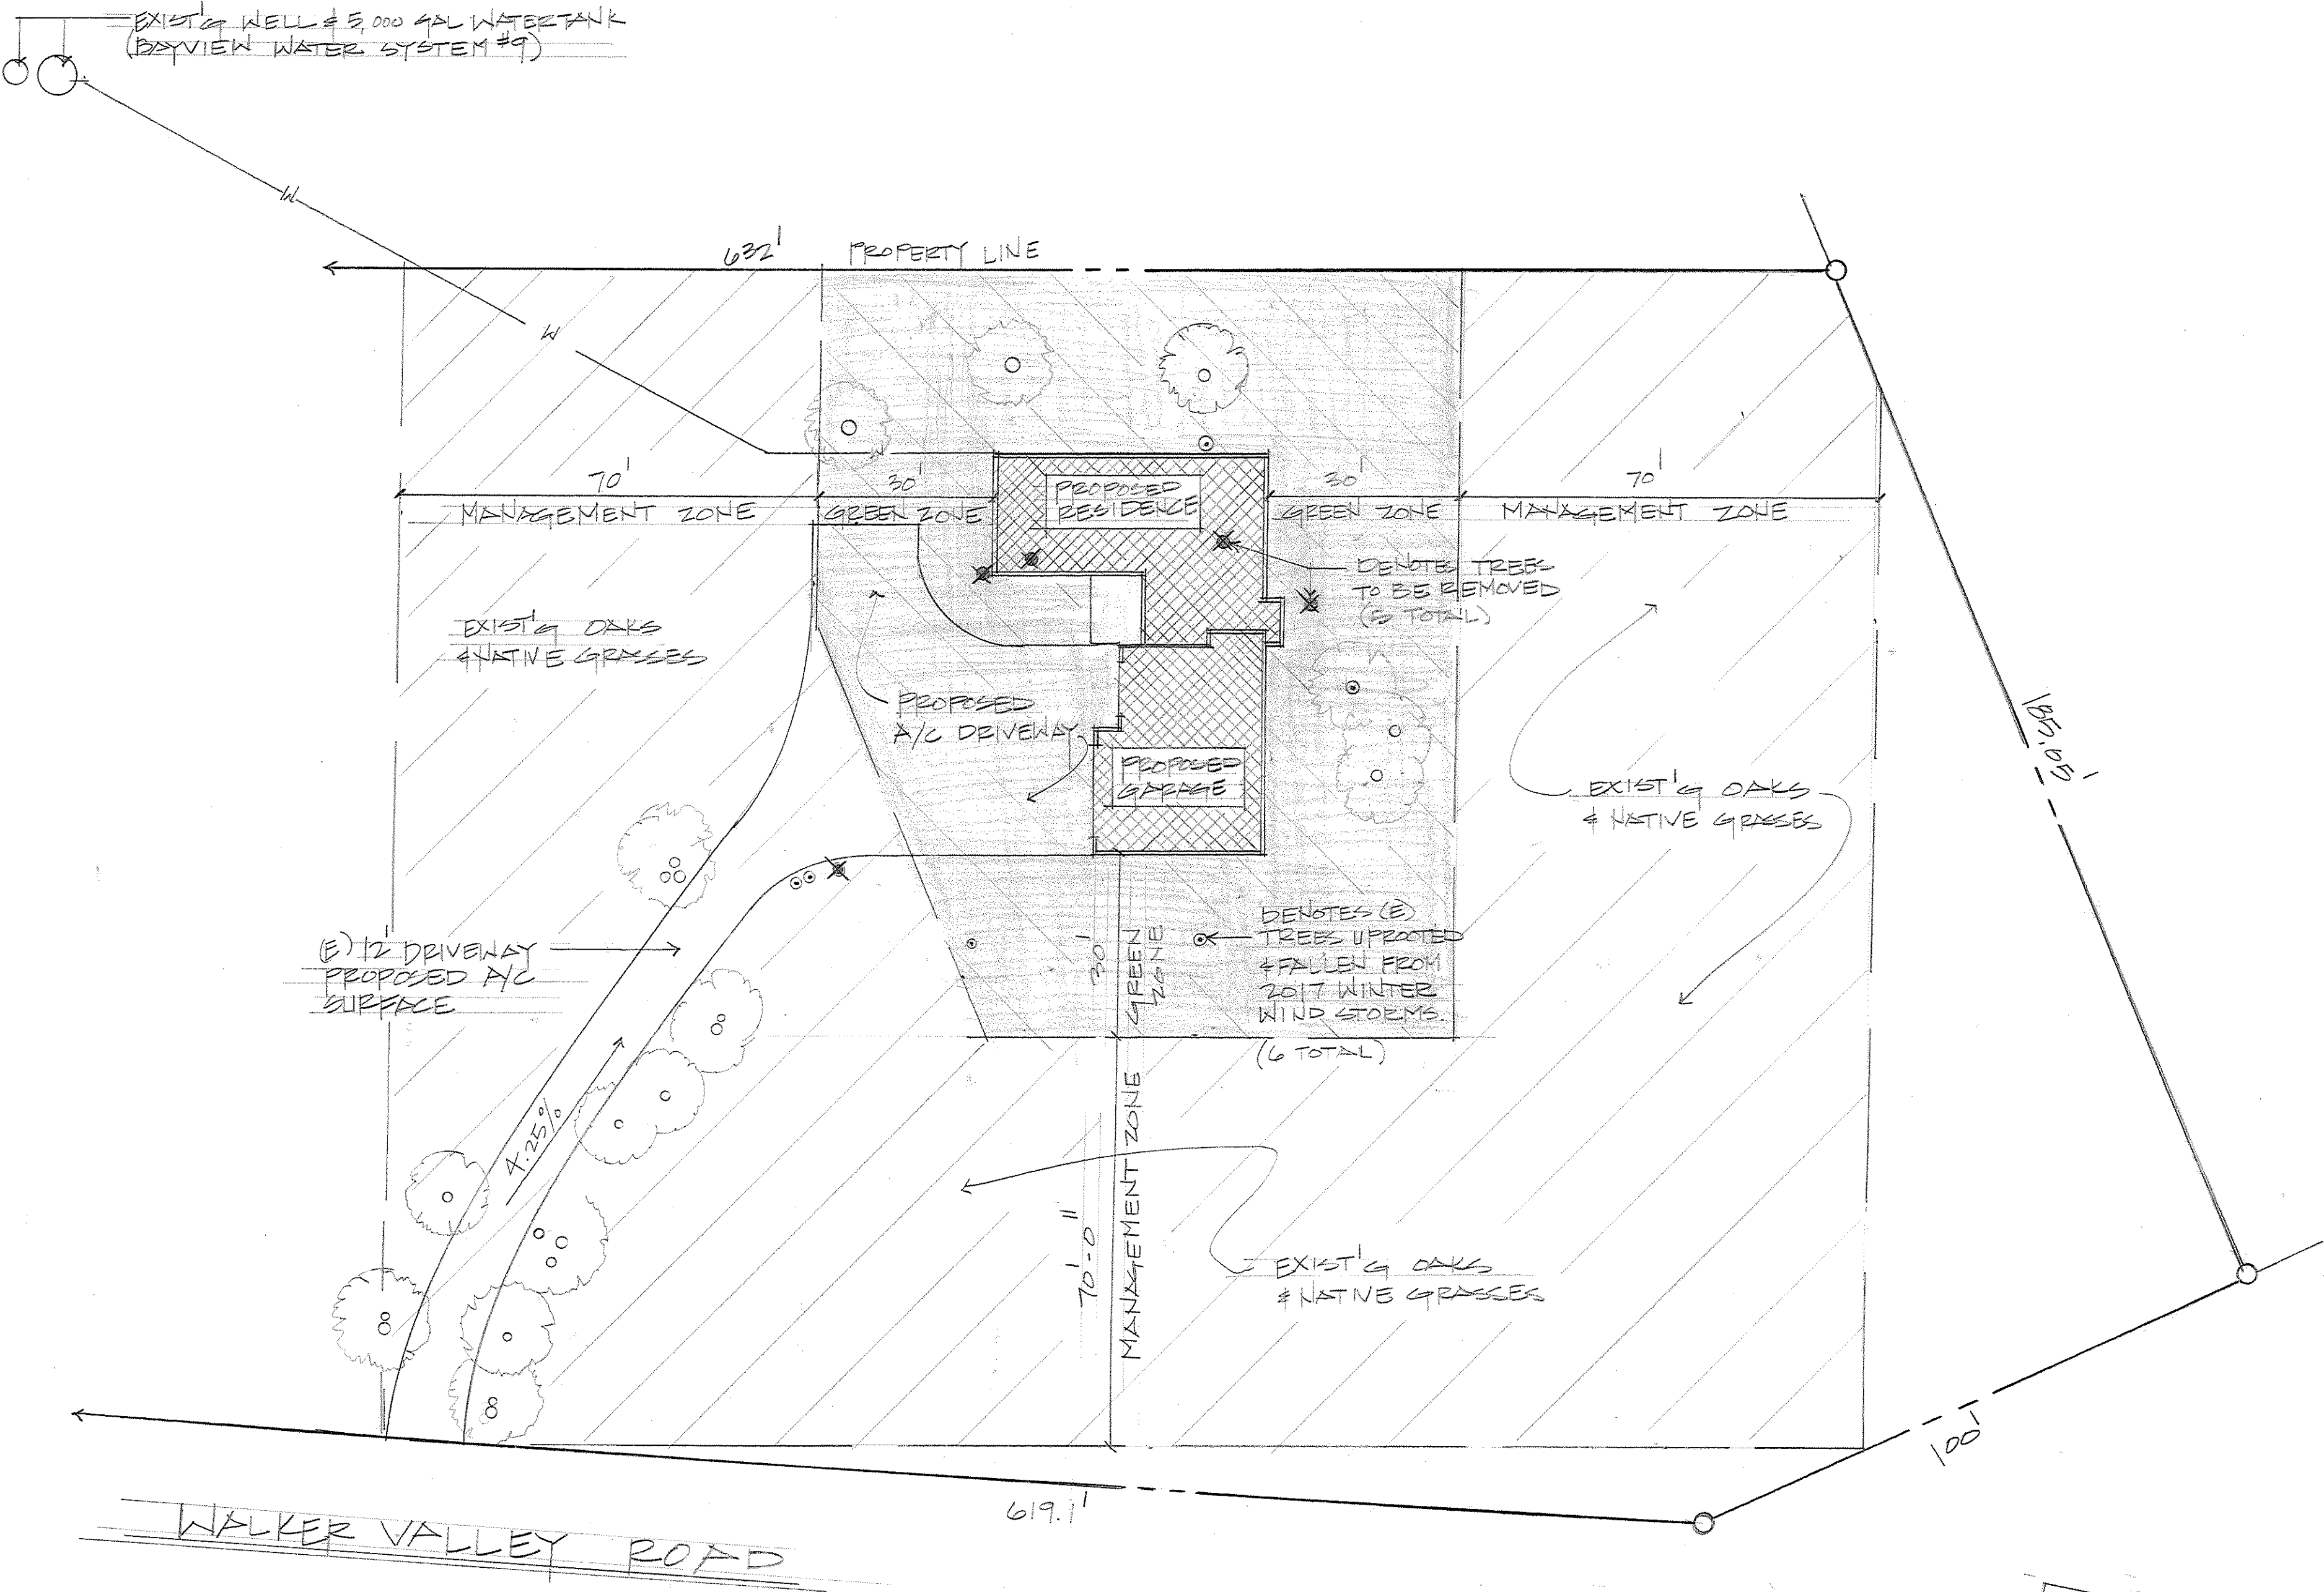 EXIST'G WELL & 5,000 GAL WATERTANK
(BAYVIEW WATER SYSTEM #9)
W
W
632' PROPERTY LINE
70'
30'
30'
70'
MANAGEMENT ZONE
GREEN ZONE
PROPOSED
RESIDENCE
GREEN ZONE
MANAGEMENT ZONE
DENOTES TREES
TO BE REMOVED
(5 TOTAL)
EXIST'G OAKS
& NATIVE GRASSES
PROPOSED
A/C DRIVEWAY
PROPOSED
GARAGE
185.05'
EXIST'G OAKS
& NATIVE GRASSES
(E) 12' DRIVEWAY
PROPOSED A/C
SURFACE
30'
GREEN
ZONE
DENOTES (E)
TREES UPROOTED
& FALLEN FROM
2017 WINTER
WIND STORMS.
(6 TOTAL)
4.25%
70'-0"
MANAGEMENT ZONE
EXIST'G OAKS
& NATIVE GRASSES
100'
619.1'
WALKER VALLEY ROAD